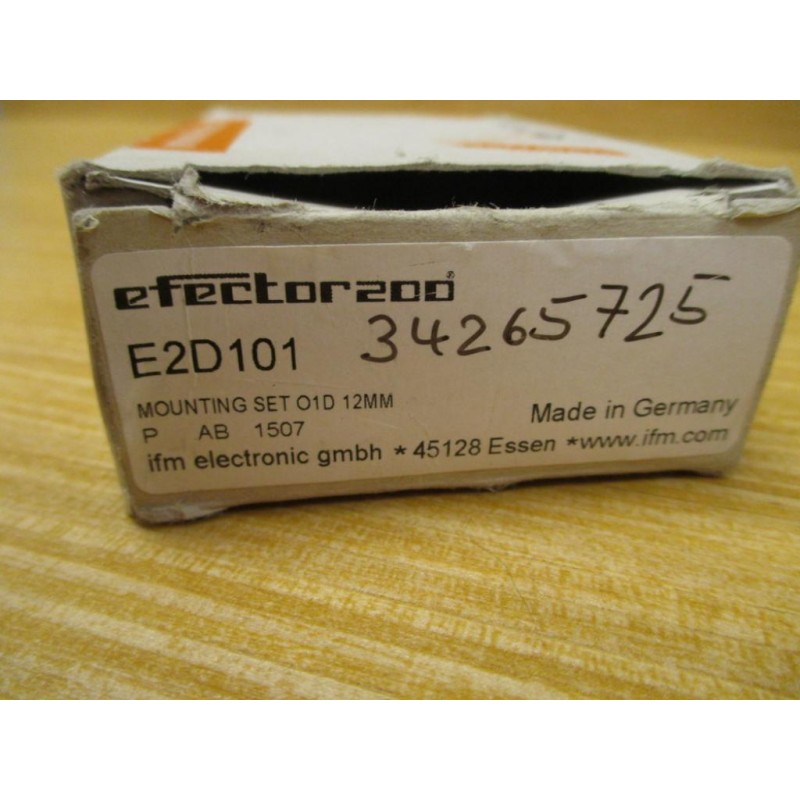 efector200®
E2D101 34265725
MOUNTING SET O1D 12MM
P AB 1507
Made in Germany
ifm electronic gmbh * 45128 Essen *www.ifm.com